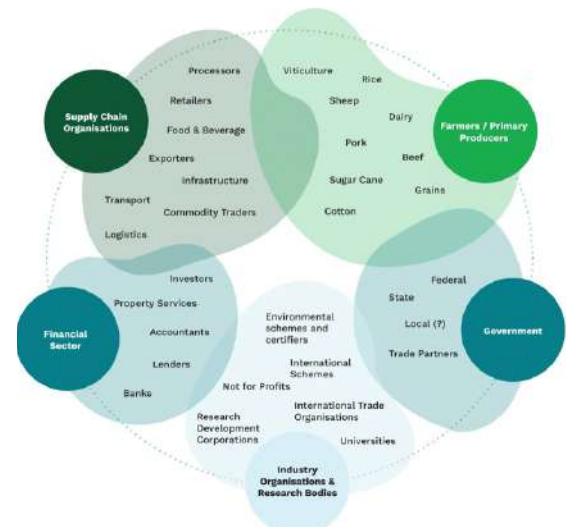 Supply Chain
Organisations
Processors
Retailers
Food & Beverage
Exporters
Infrastructure
Transport
Commodity Traders
Logistics
Viticulture
Rice
Sheep
Dairy
Pork
Beef
Sugar Cane
Grains
Cotton
Farmers / Primary
Producers
Financial
Sector
Investors
Property Services
Accountants
Lenders
Banks
Environmental
schemes and
certifiers
International
Schemes
Not for Profits
International Trade
Organisations
Research
Development
Corporations
Universities
Industry
Organisations &
Research Bodies
Federal
State
Local (?)
Trade Partners
Government